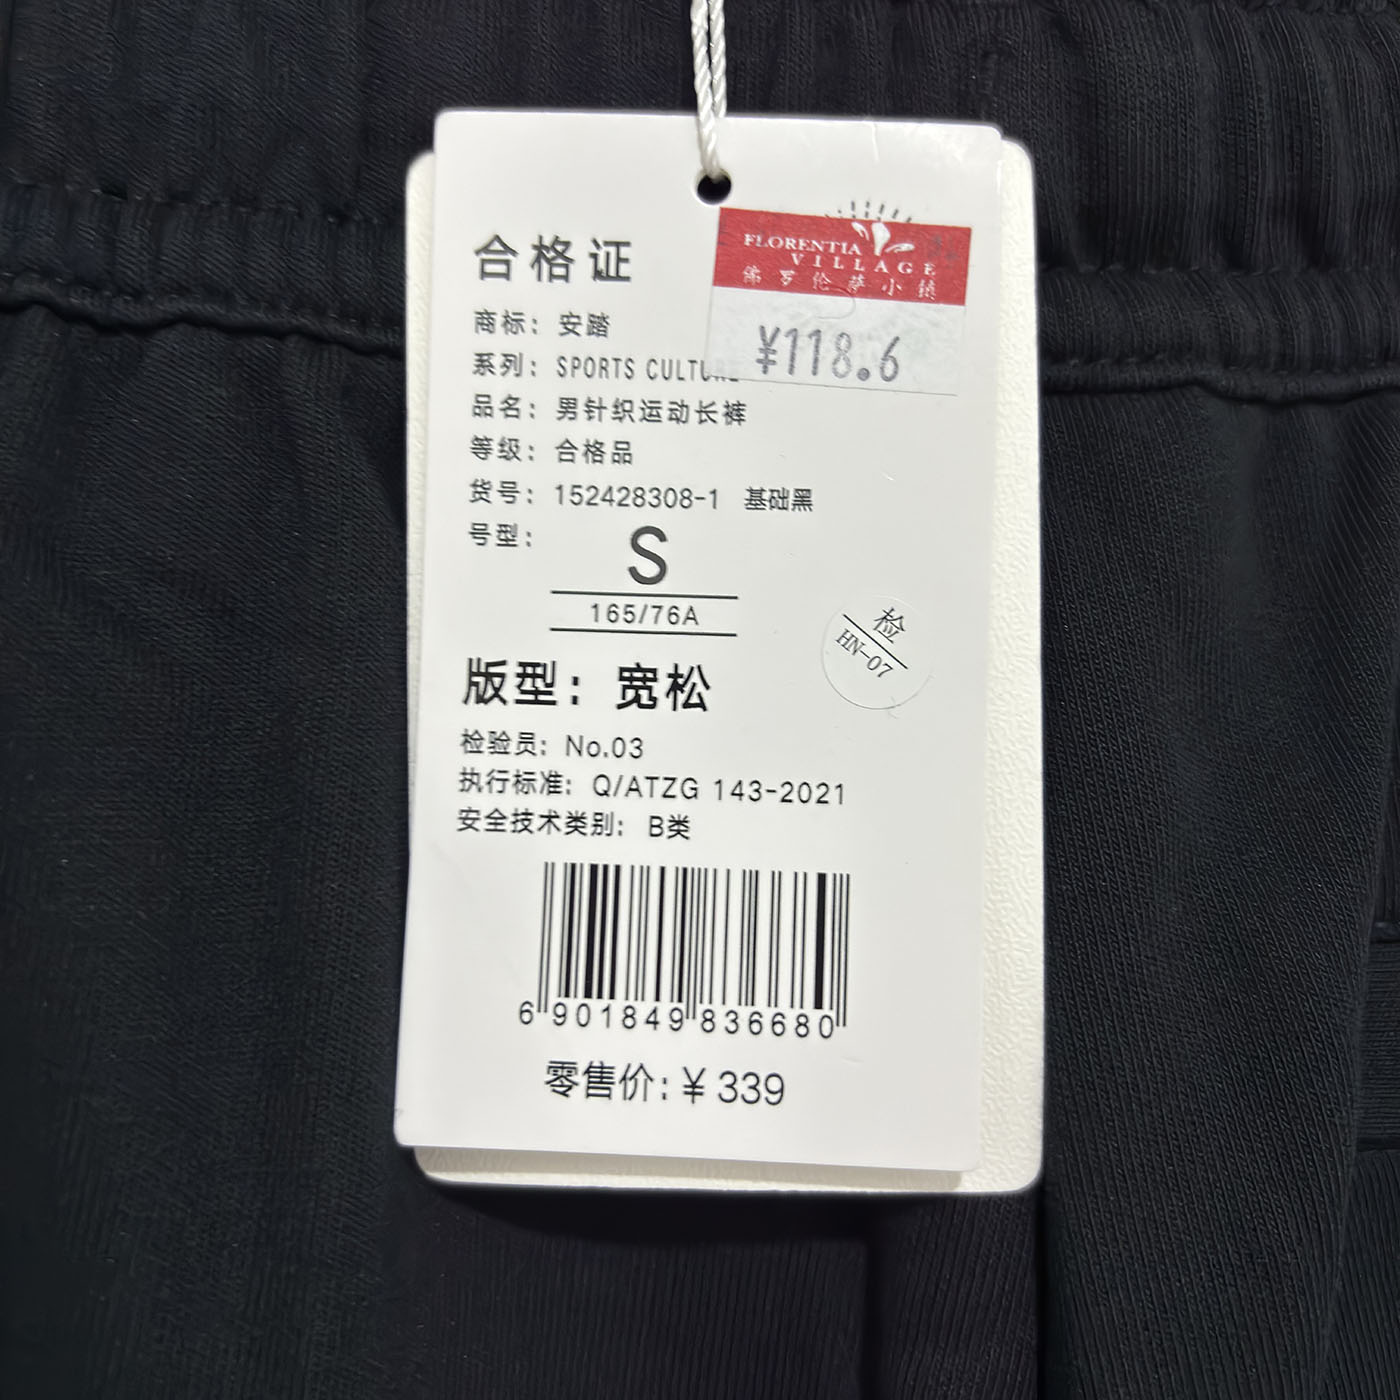 FLORENTIA
VILLAGE
佛罗伦萨小镇
¥118.6
合格证
商标：安踏
系列：SPORTS CULTURE
品名：男针织运动长裤
等级：合格品
货号：152428308-1 基础黑
号型：
S
165/76A
检
HN-07
版型：宽松
检验员：No.03
执行标准：Q/ATZG 143-2021
安全技术类别：B类
6 901849 836680
零售价：¥ 339